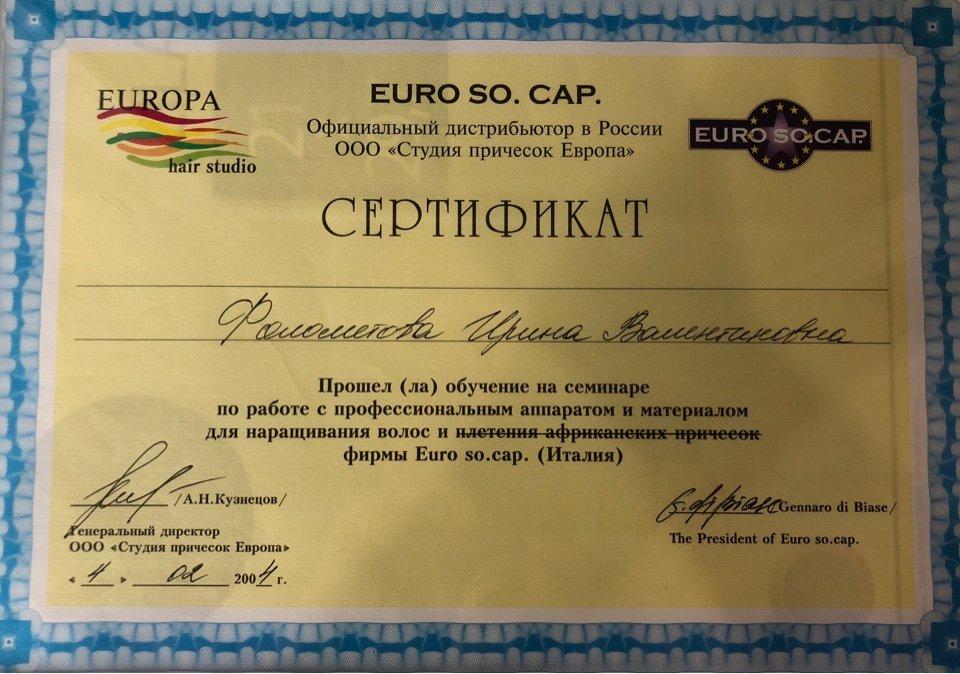 EUROPA
hair studio
EURO SO. CAP.
Официальный дистрибьютор в России
ООО «Студия причесок Европа»
EURO SO.CAP.
СЕРТИФИКАТ
Фаламетова Ирина Валентиновна
Прошел (ла) обучение на семинаре
по работе с профессиональным аппаратом и материалом
для наращивания волос и плетения африканских причесок
фирмы Euro so.cap. (Италия)
/А.Н.Кузнецов/
Генеральный директор
ООО «Студия причесок Европа»
« 4 » 02 2004 г.
Gennaro di Biase/
The President of Euro so.cap.